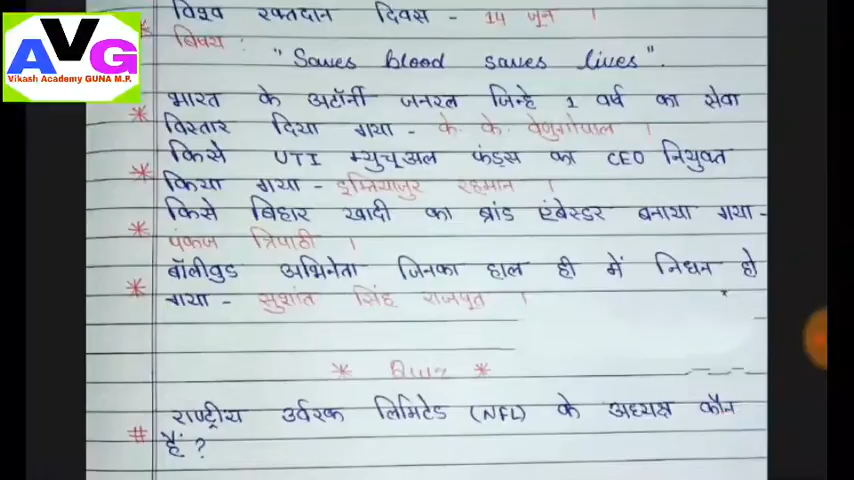 AVG
Vikash Academy GUNA M.P.
विश्व रक्तदान दिवस - 14 जून ।
विषय :
"Saves blood saves lives".
* भारत के अटॉर्नी जनरल जिन्हे 1 वर्ष का सेवा
विस्तार दिया गया - के. के. वेणुगोपाल ।
* किसे UTI म्युचूअल फंड्स का CEO नियुक्त
किया गया - इम्तियाजुर रहमान ।
* किसे बिहार खादी का ब्रांड एंबेस्डर बनाया गया -
पंकज त्रिपाठी ।
* बॉलीवुड अभिनेता जिनका हाल ही में निधन हो
गया - सुशांत सिंह राजपूत ।
* *
# राष्ट्रीय उर्वरक लिमिटेड (NFL) के अध्यक्ष कौन
हैं ?